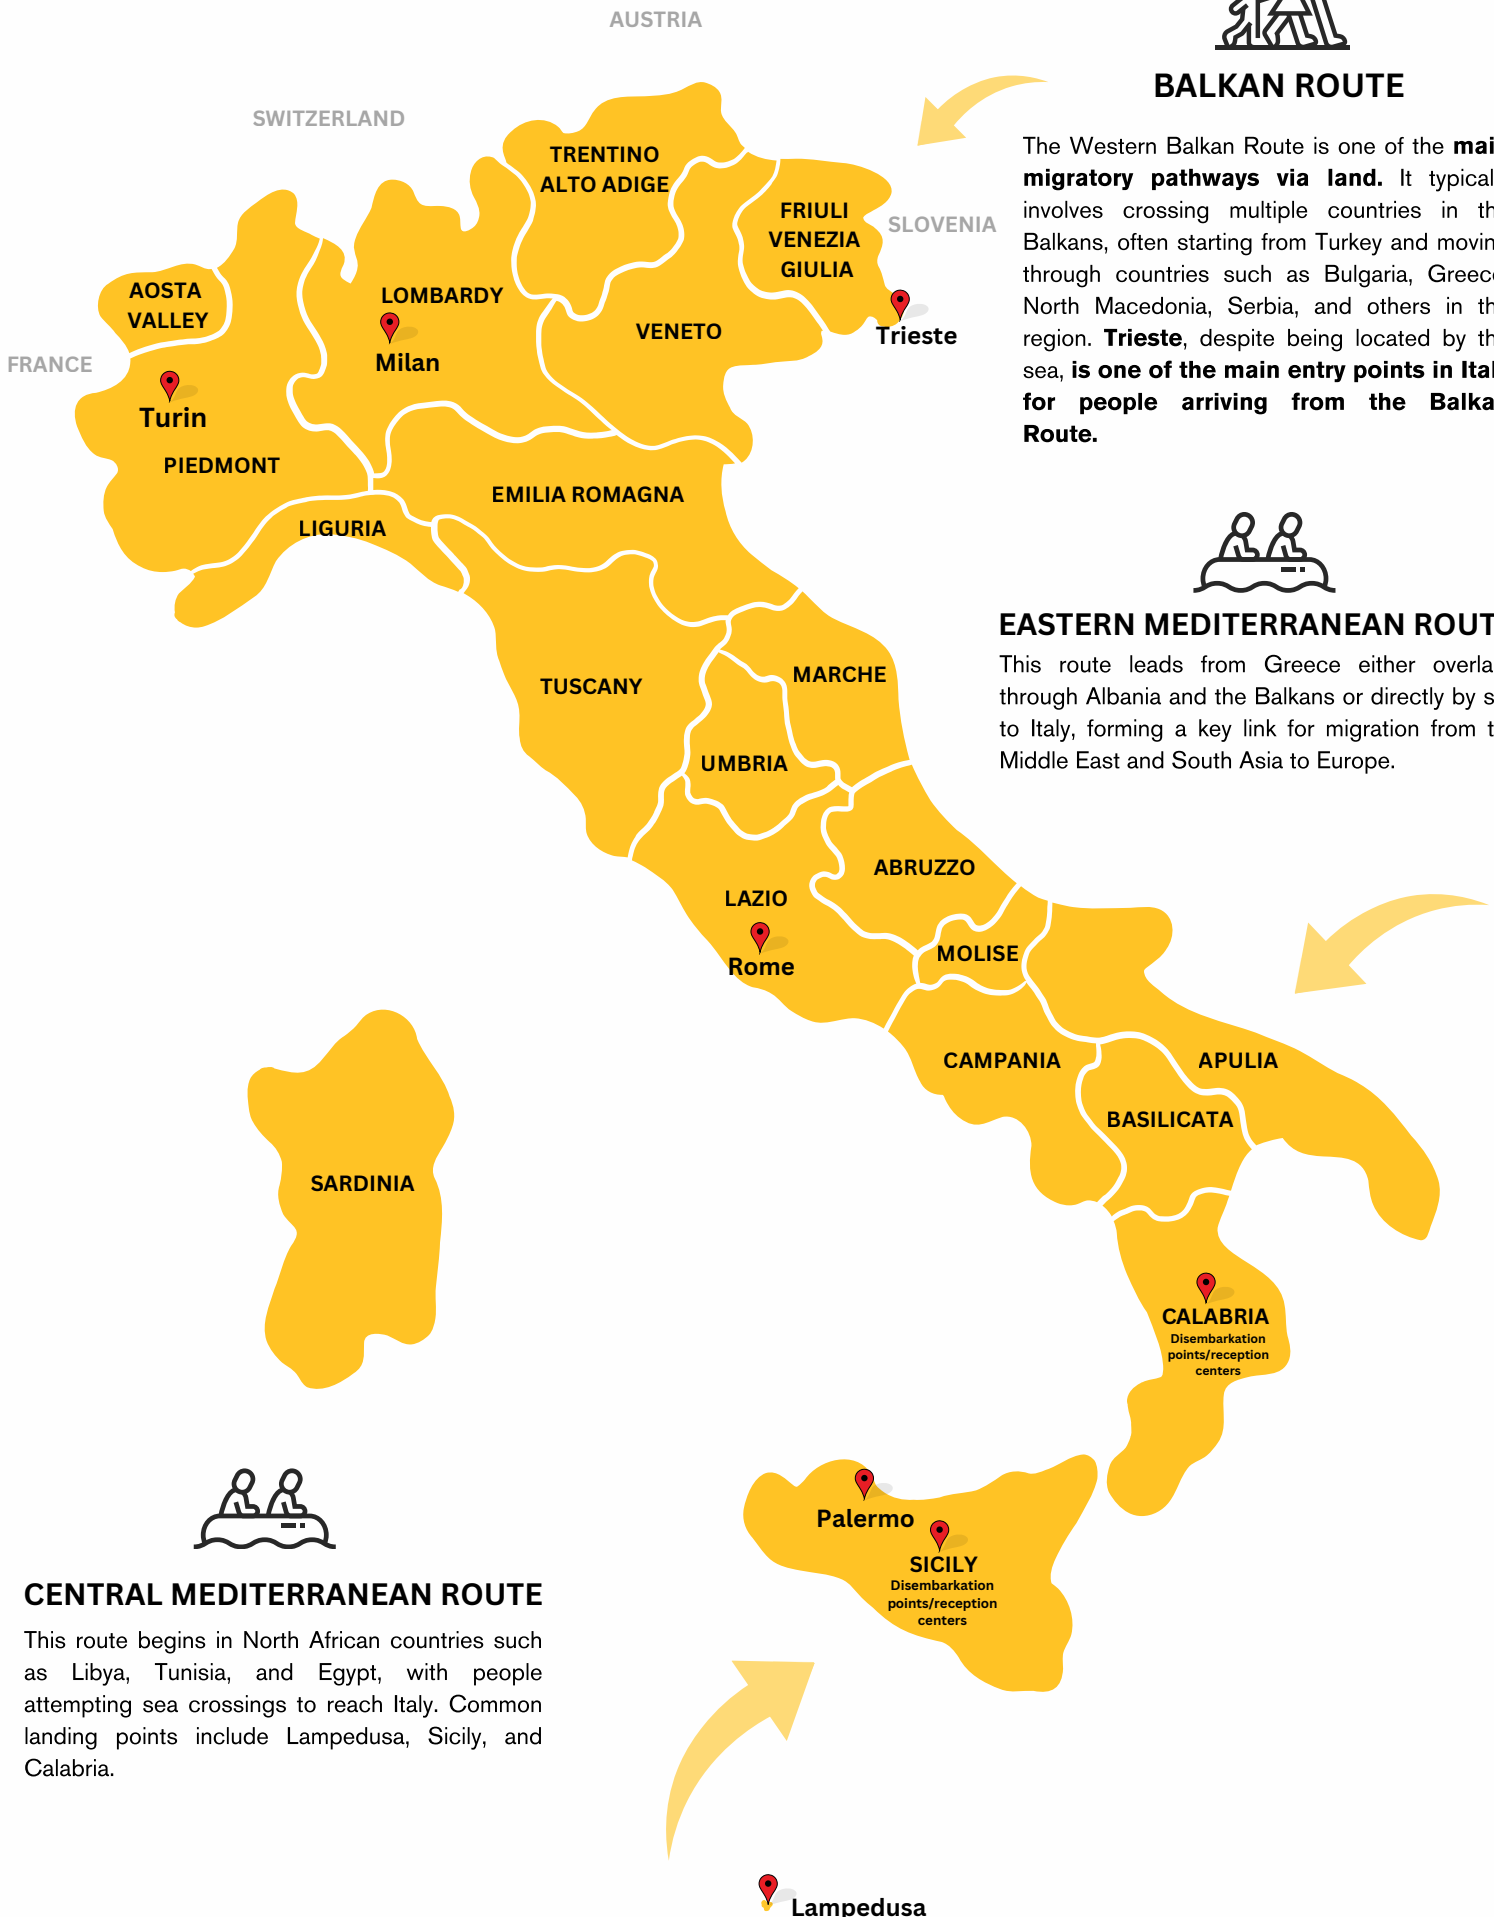 AUSTRIA
SWITZERLAND
TRENTINO
ALTO ADIGE
FRIULI
VENEZIA
GIULIA
SLOVENIA
AOSTA
VALLEY
LOMBARDY
Milan
VENETO
Trieste
FRANCE
Turin
PIEDMONT
EMILIA ROMAGNA
LIGURIA
TUSCANY
MARCHE
UMBRIA
ABRUZZO
LAZIO
Rome
MOLISE
CAMPANIA
APULIA
BASILICATA
SARDINIA
CALABRIA
Disembarkation
points/reception
centers
Palermo
SICILY
Disembarkation
points/reception
centers
Lampedusa
BALKAN ROUTE
The Western Balkan Route is one of the mai
migratory pathways via land. It typical
involves crossing multiple countries in th
Balkans, often starting from Turkey and movin
through countries such as Bulgaria, Greec
North Macedonia, Serbia, and others in th
region. Trieste, despite being located by th
sea, is one of the main entry points in Ital
for people arriving from the Balka
Route.
EASTERN MEDITERRANEAN ROUT
This route leads from Greece either overla
through Albania and the Balkans or directly by s
to Italy, forming a key link for migration from t
Middle East and South Asia to Europe.
CENTRAL MEDITERRANEAN ROUTE
This route begins in North African countries such
as Libya, Tunisia, and Egypt, with people
attempting sea crossings to reach Italy. Common
landing points include Lampedusa, Sicily, and
Calabria.